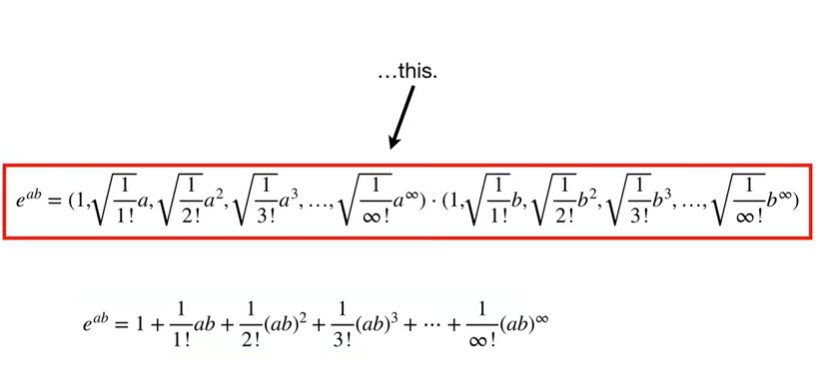 ...this.
e^{ab} = (1, \sqrt{\frac{1}{1!}}a, \sqrt{\frac{1}{2!}}a^2, \sqrt{\frac{1}{3!}}a^3, ..., \sqrt{\frac{1}{\infty!}}a^\infty) · (1, \sqrt{\frac{1}{1!}}b, \sqrt{\frac{1}{2!}}b^2, \sqrt{\frac{1}{3!}}b^3, ..., \sqrt{\frac{1}{\infty!}}b^\infty)
e^{ab} = 1 + \frac{1}{1!}ab + \frac{1}{2!}(ab)^2 + \frac{1}{3!}(ab)^3 + ··· + \frac{1}{\infty!}(ab)^\infty